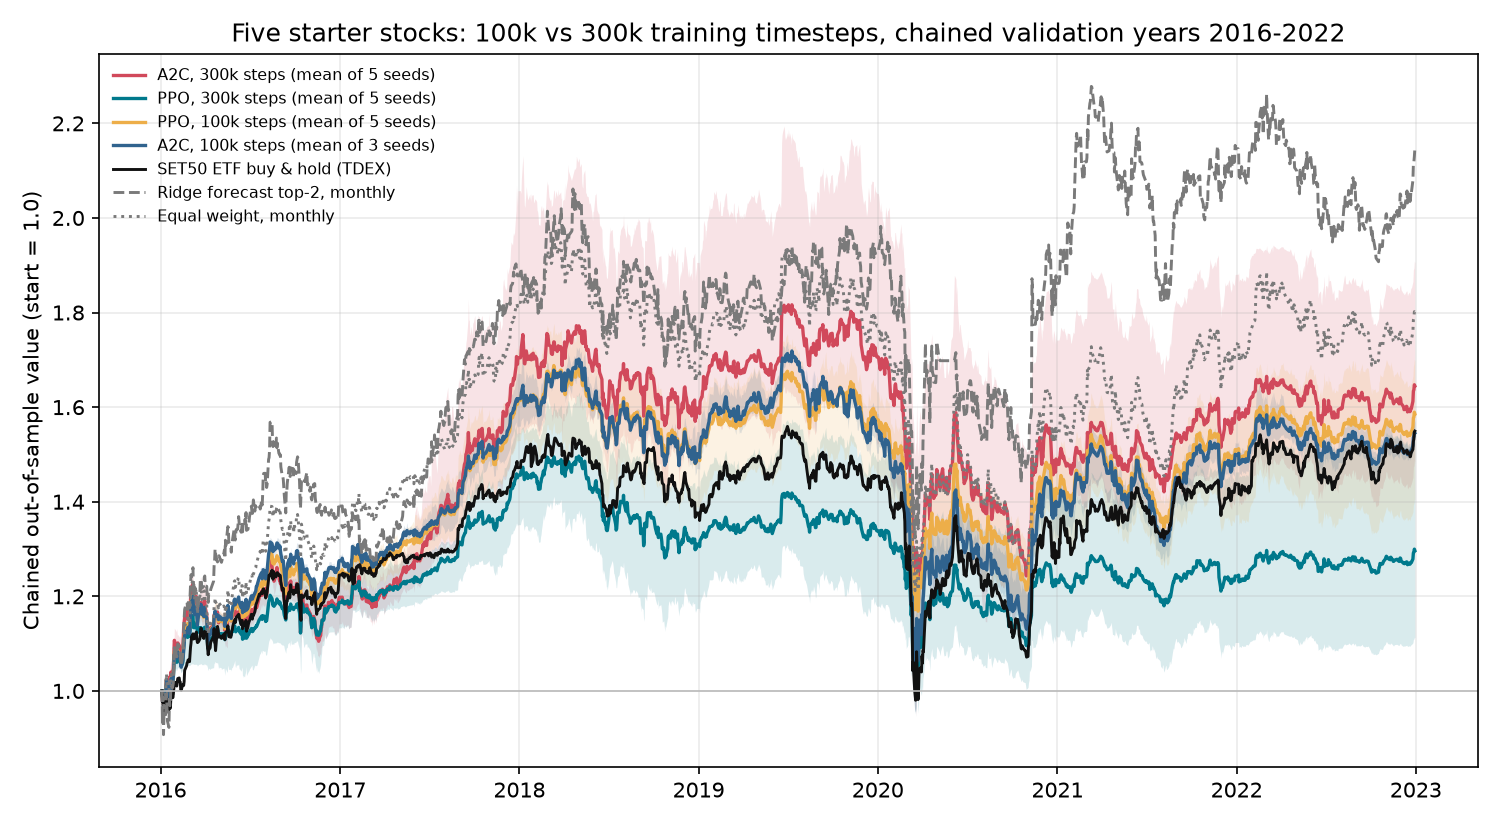 Five starter stocks: 100k vs 300k training timesteps, chained validation years 2016-2022
A2C, 300k steps (mean of 5 seeds)
PPO, 300k steps (mean of 5 seeds)
PPO, 100k steps (mean of 5 seeds)
A2C, 100k steps (mean of 3 seeds)
SET50 ETF buy & hold (TDEX)
Ridge forecast top-2, monthly
Equal weight, monthly
Chained out-of-sample value (start = 1.0)
2.2
2.0
1.8
1.6
1.4
1.2
1.0
2016 2017 2018 2019 2020 2021 2022 2023